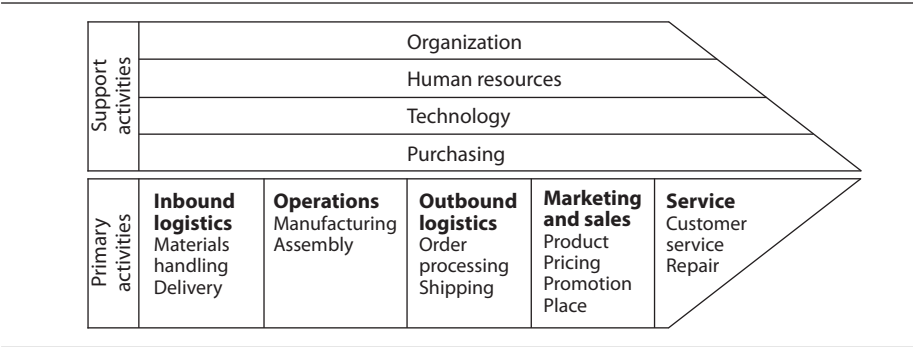 Support
activities
Organization
Human resources
Technology
Purchasing
Primary
activities
Inbound
logistics
Materials
handling
Delivery
Operations
Manufacturing
Assembly
Outbound
logistics
Order
processing
Shipping
Marketing
and sales
Product
Pricing
Promotion
Place
Service
Customer
service
Repair